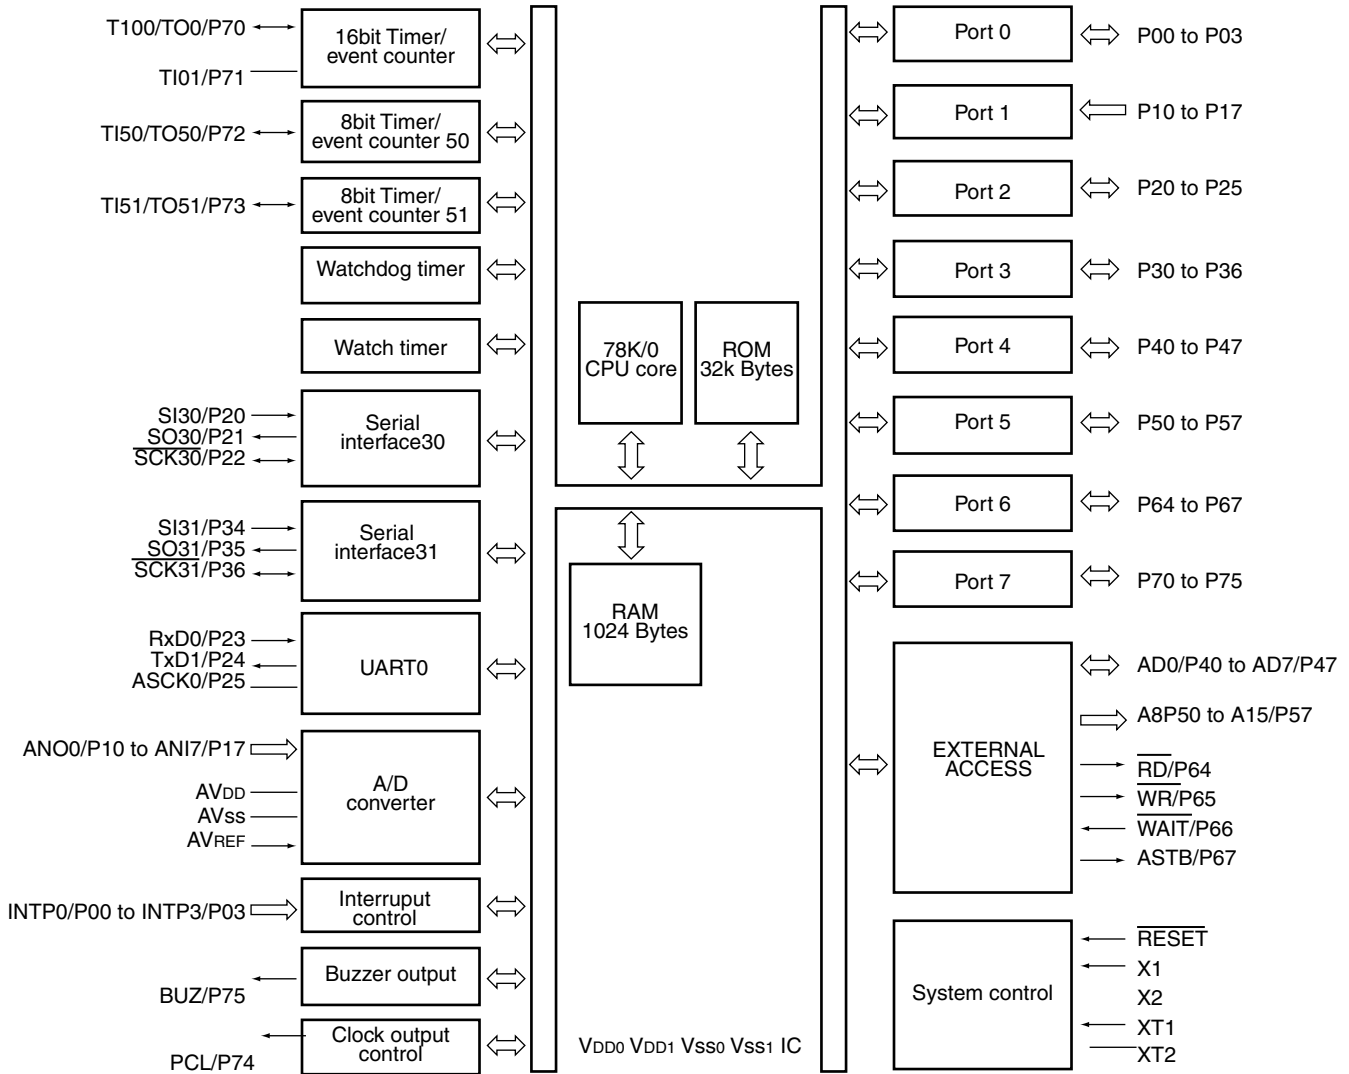 T100/TO0/P70
TI01/P71
16bit Timer/
event counter
TI50/TO50/P72
8bit Timer/
event counter 50
TI51/TO51/P73
8bit Timer/
event counter 51
Watchdog timer
Watch timer
SI30/P20
SO30/P21
SCK30/P22
Serial
interface30
SI31/P34
SO31/P35
SCK31/P36
Serial
interface31
RxD0/P23
TxD1/P24
ASCK0/P25
UART0
ANO0/P10 to ANI7/P17
AVDD
AVss
AVREF
A/D
converter
INTP0/P00 to INTP3/P03
Interruput
control
BUZ/P75
Buzzer output
PCL/P74
Clock output
control
78K/0
CPU core
ROM
32k Bytes
RAM
1024 Bytes
VDD0 VDD1 Vss0 Vss1 IC
Port 0
P00 to P03
Port 1
P10 to P17
Port 2
P20 to P25
Port 3
P30 to P36
Port 4
P40 to P47
Port 5
P50 to P57
Port 6
P64 to P67
Port 7
P70 to P75
EXTERNAL
ACCESS
AD0/P40 to AD7/P47
A8P50 to A15/P57
RD/P64
WR/P65
WAIT/P66
ASTB/P67
System control
RESET
X1
X2
XT1
XT2